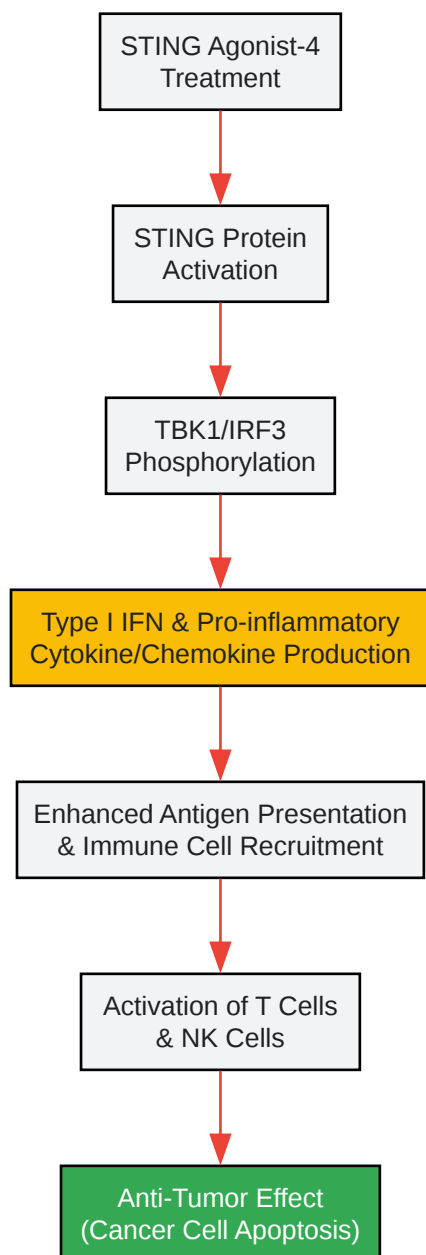 STING Agonist-4
Treatment
STING Protein
Activation
TBK1/IRF3
Phosphorylation
Type I IFN & Pro-inflammatory
Cytokine/Chemokine Production
Enhanced Antigen Presentation
& Immune Cell Recruitment
Activation of T Cells
& NK Cells
Anti-Tumor Effect
(Cancer Cell Apoptosis)